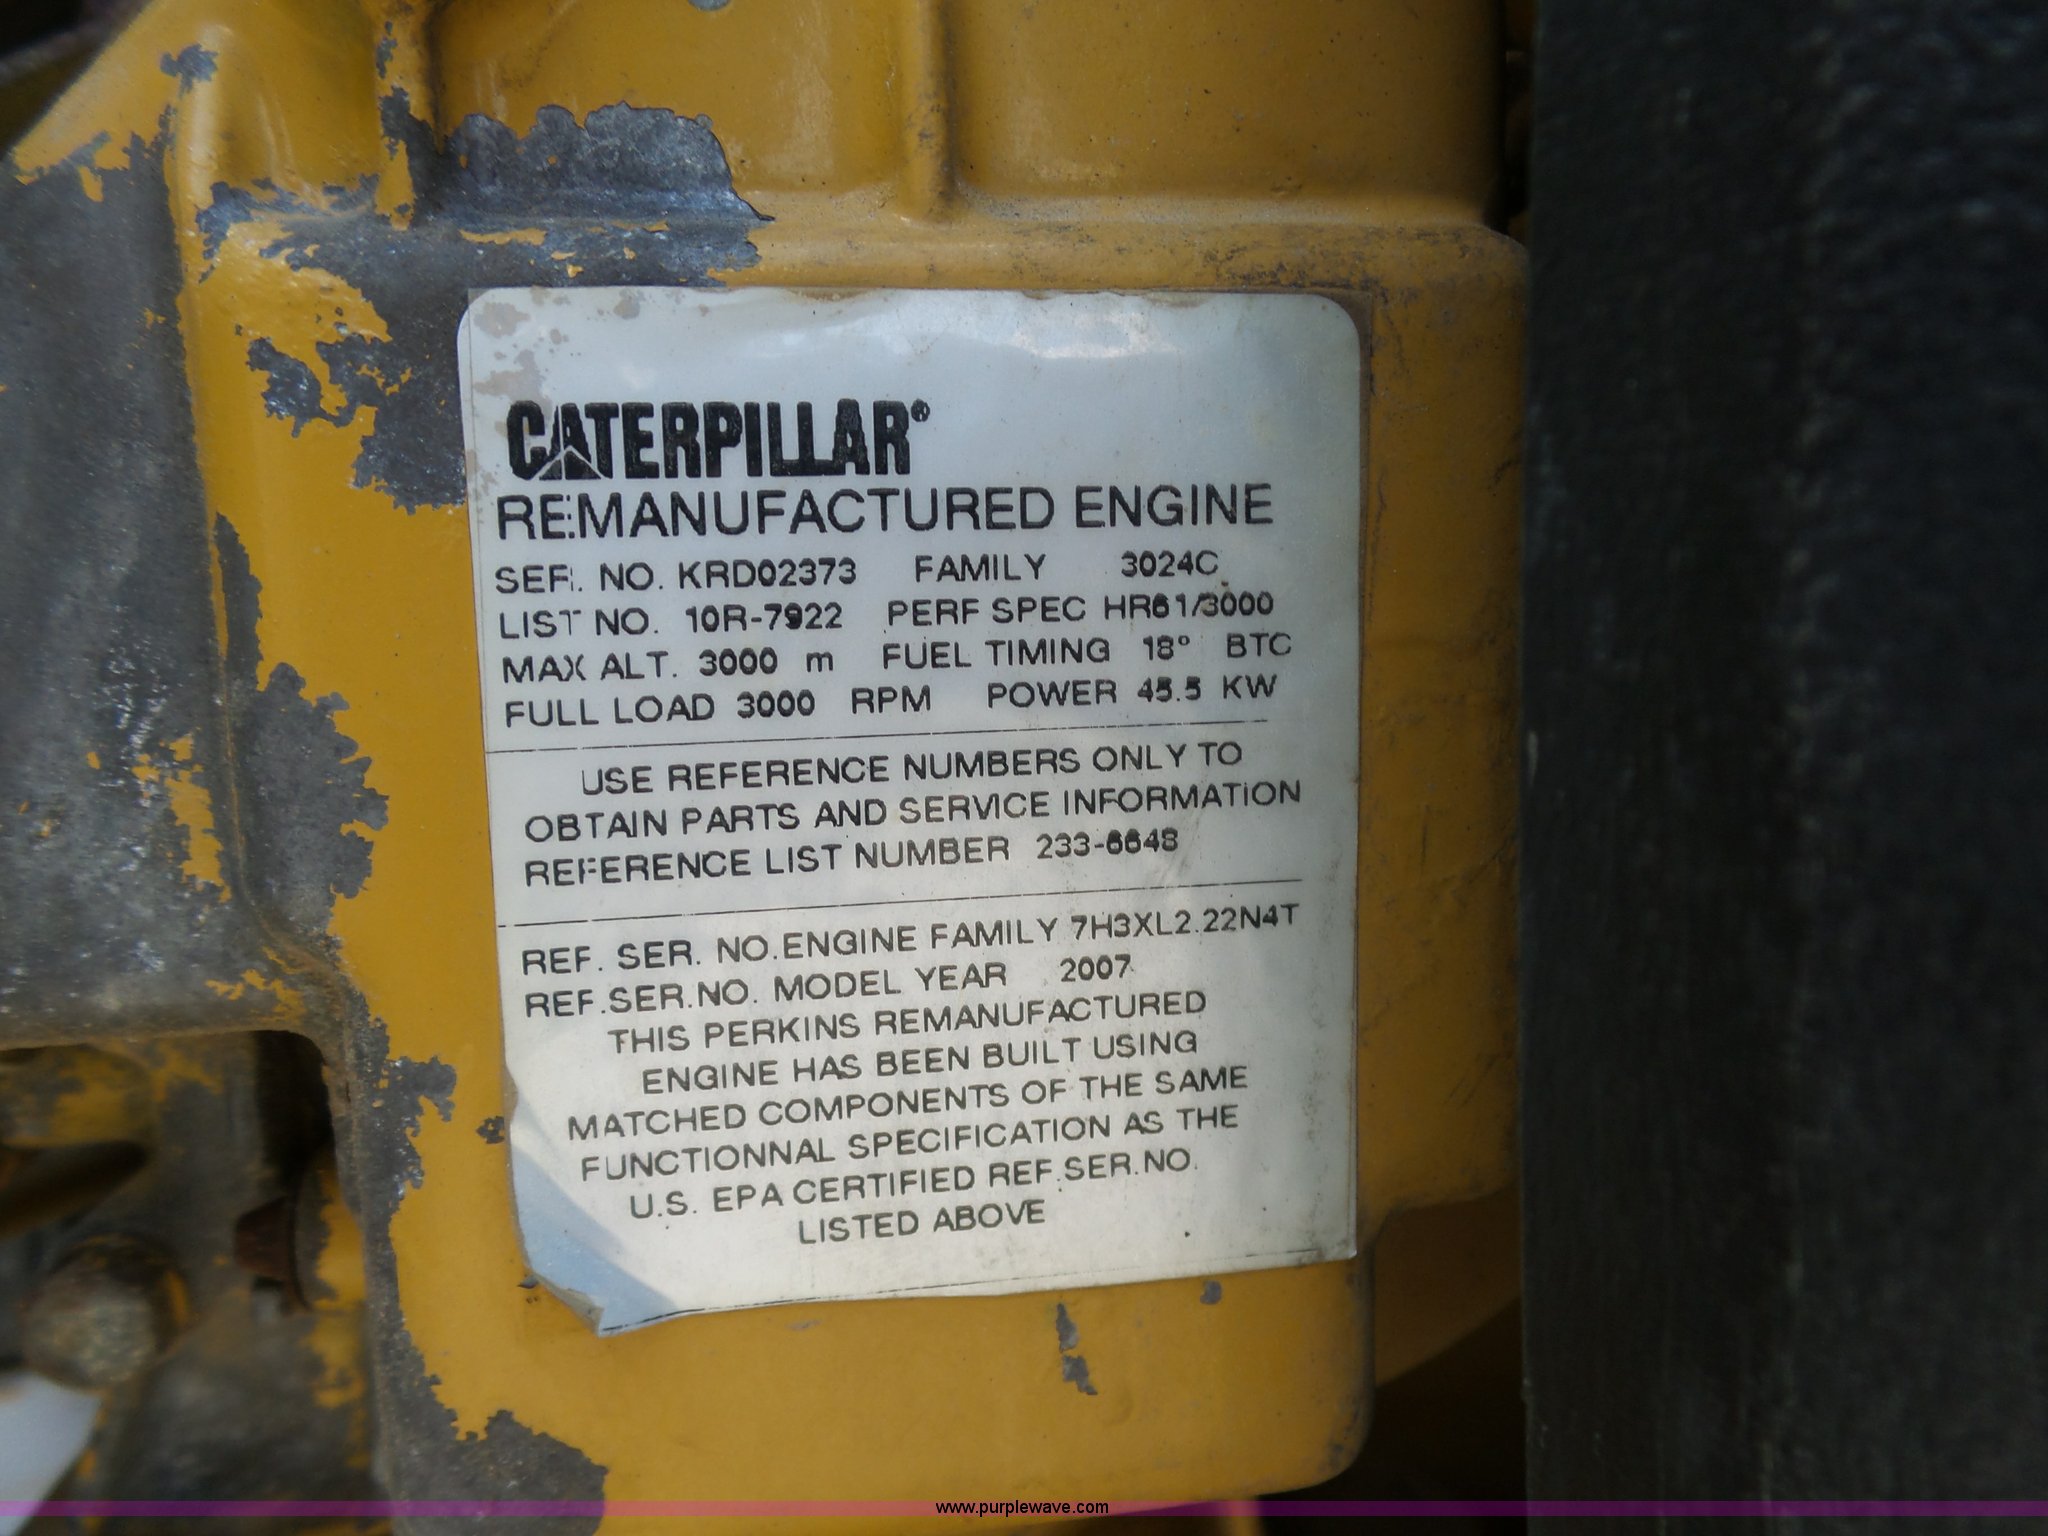 CATERPILLAR®
REMANUFACTURED ENGINE
SER. NO. KRD02373 FAMILY 3024C
LIST NO. 10R-7922 PERF SPEC HR61/3000
MAX ALT. 3000 m FUEL TIMING 18° BTC
FULL LOAD 3000 RPM POWER 45.5 KW
USE REFERENCE NUMBERS ONLY TO
OBTAIN PARTS AND SERVICE INFORMATION
REFERENCE LIST NUMBER 233-6648
REF. SER. NO. ENGINE FAMILY 7H3XL2.22N4T
REF.SER.NO. MODEL YEAR 2007
THIS PERKINS REMANUFACTURED
ENGINE HAS BEEN BUILT USING
MATCHED COMPONENTS OF THE SAME
FUNCTIONNAL SPECIFICATION AS THE
U.S. EPA CERTIFIED REF.SER.NO.
LISTED ABOVE
www.purplewave.com